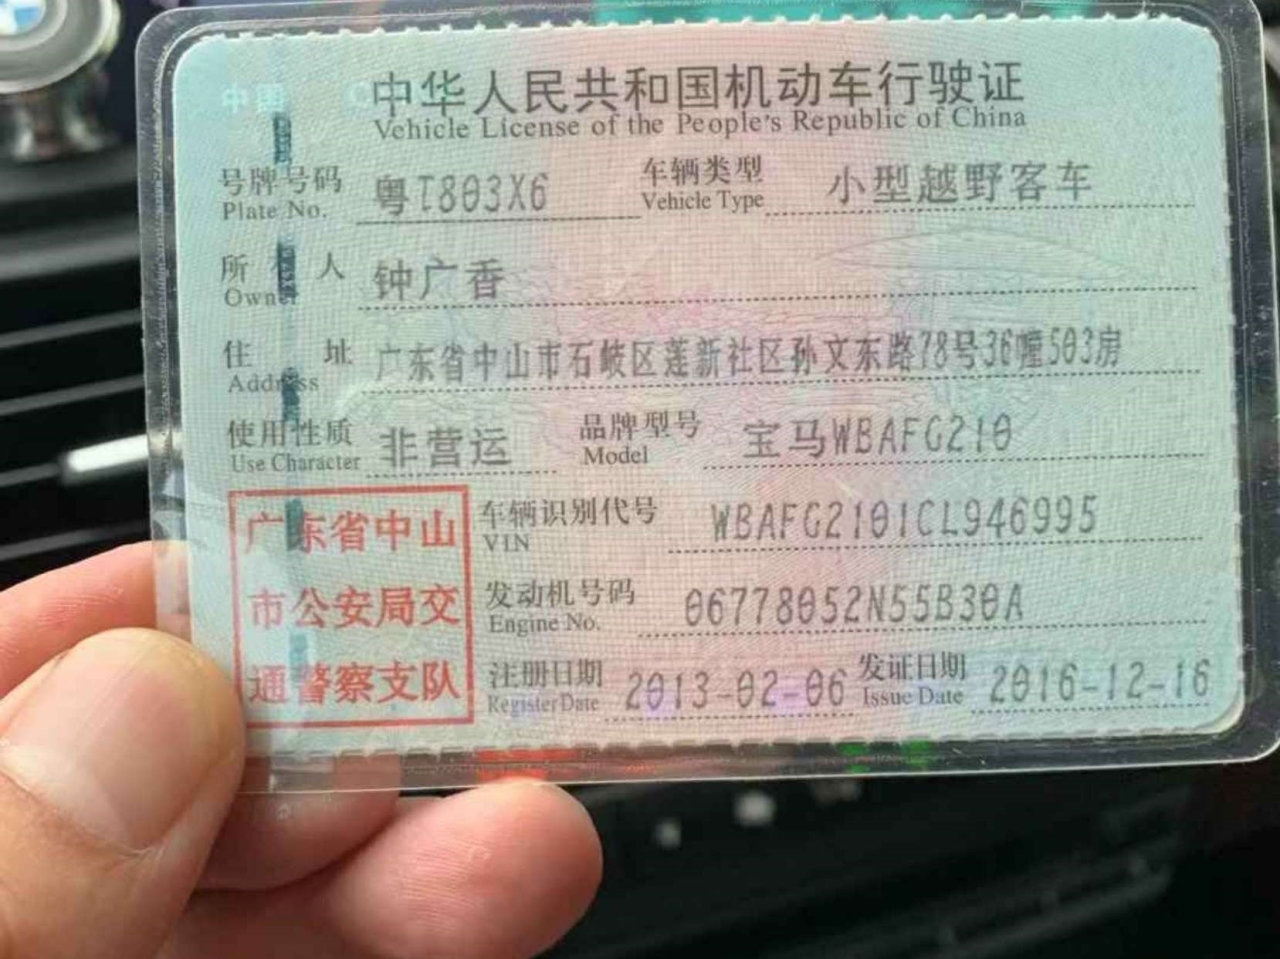 中国
中华人民共和国机动车行驶证
Vehicle License of the People's Republic of China
号牌号码 粤T803X6 车辆类型 小型越野客车
Plate No. Vehicle Type
所 人 钟广香
Owner
住 址 广东省中山市石岐区莲新社区孙文东路78号36幢503房
Address
使用性质 非营运 品牌型号 宝马WBAFG210
Use Character Model
广东省中山 车辆识别代号 WBAFG2101CL946995
VIN
市公安局交 发动机号码 06778052N55B30A
Engine No.
通警察支队 注册日期 2013-02-06 发证日期 2016-12-16
Register Date Issue Date